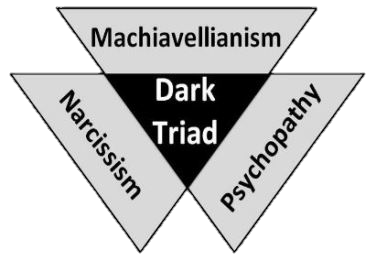 Machiavellianism
Dark
Triad
Narcissism
Psychopathy